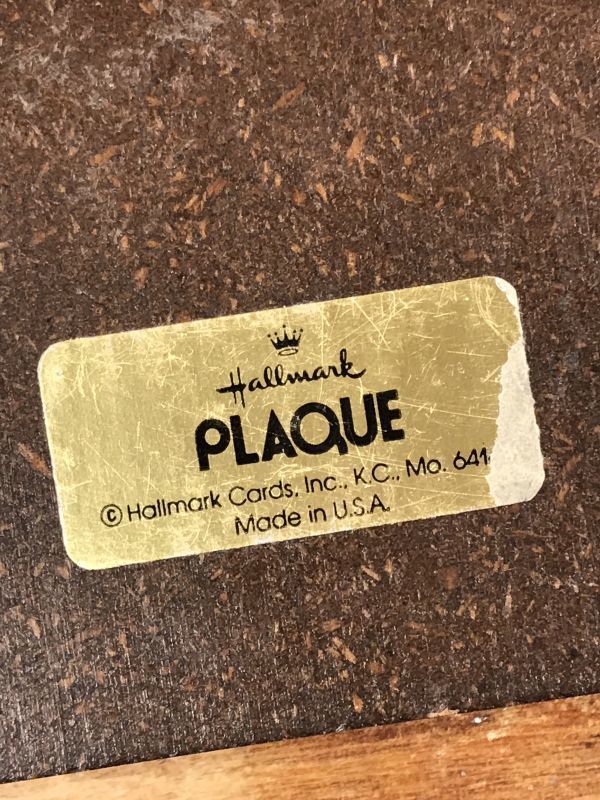 Hallmark
PLAQUE
© Hallmark Cards, Inc., K.C., Mo. 641
Made in U.S.A.